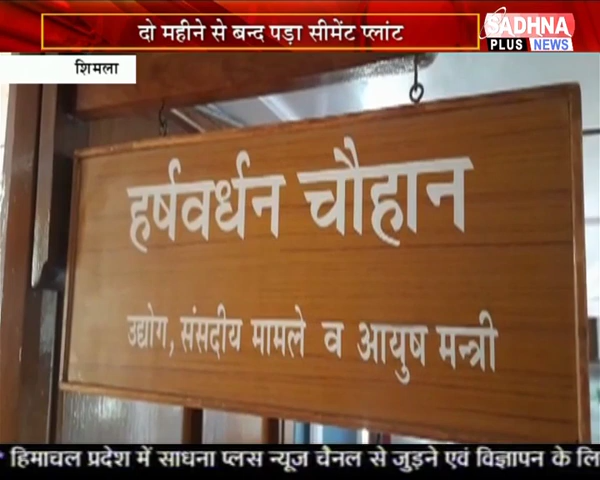 दो महीने से बन्द पड़ा सीमेंट प्लांट
SADHNA
PLUS NEWS
शिमला
हर्षवर्धन चौहान
उद्योग, संसदीय मामले व आयुष मन्त्री
* हिमाचल प्रदेश में साधना प्लस न्यूज चैनल से जुड़ने एवं विज्ञापन के लि